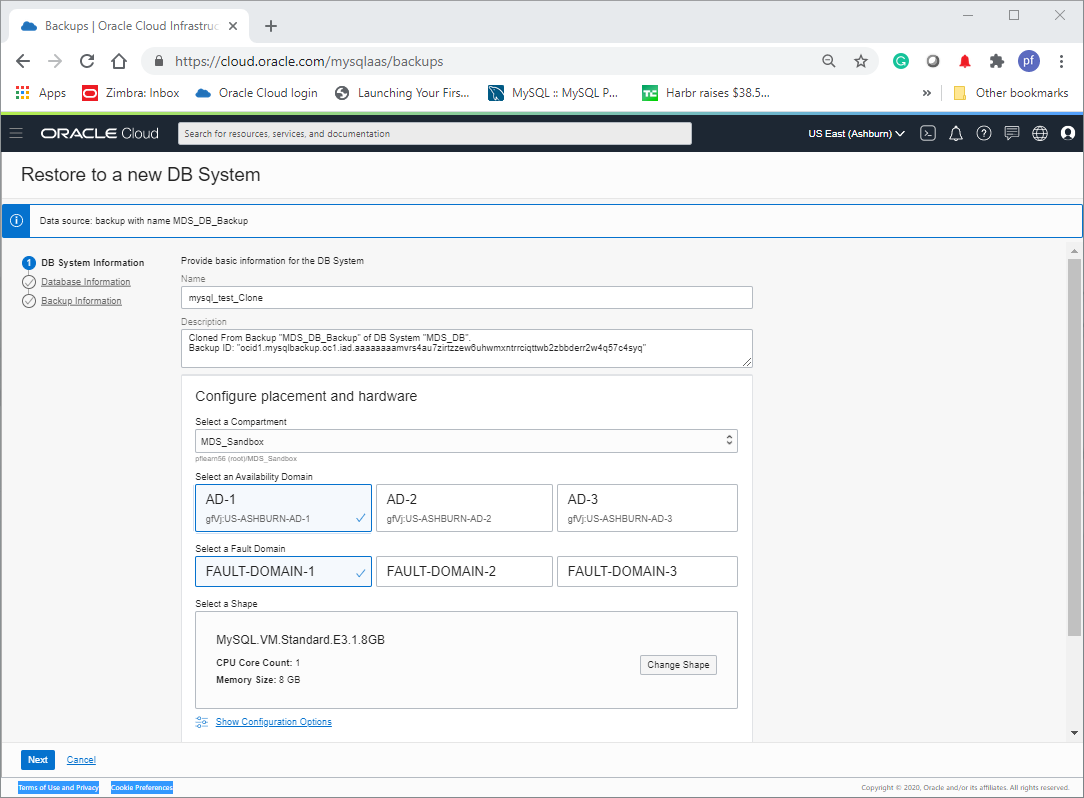 Backups | Oracle Cloud Infrastruc
https://cloud.oracle.com/mysqlaas/backups
pf
Apps
Zimbra: Inbox
Oracle Cloud login
Launching Your Firs...
MySQL :: MySQL P...
TC
Harbr raises $38.5...
»
Other bookmarks
ORACLE Cloud
Search for resources, services, and documentation
US East (Ashburn)
Restore to a new DB System
Data source: backup with name MDS_DB_Backup
1 DB System Information
Database Information
Backup Information
Provide basic information for the DB System
Name
mysql_test_Clone
Description
Cloned From Backup "MDS_DB_Backup" of DB System "MDS_DB".
Backup ID: "ocid1.mysqlbackup.oc1.iad.aaaaaaaamvrs4au7zirtzzew6uhwmxntrrciqttwb2zbbderr2w4q57c4syq"
Configure placement and hardware
Select a Compartment
MDS_Sandbox
pflearn56 (root)/MDS_Sandbox
Select an Availability Domain
AD-1
gfVj:US-ASHBURN-AD-1
AD-2
gfVj:US-ASHBURN-AD-2
AD-3
gfVj:US-ASHBURN-AD-3
Select a Fault Domain
FAULT-DOMAIN-1
FAULT-DOMAIN-2
FAULT-DOMAIN-3
Select a Shape
MySQL.VM.Standard.E3.1.8GB
CPU Core Count: 1
Memory Size: 8 GB
Change Shape
Show Configuration Options
Next
Cancel
Terms of Use and Privacy
Cookie Preferences
Copyright © 2020, Oracle and/or its affiliates. All rights reserved.